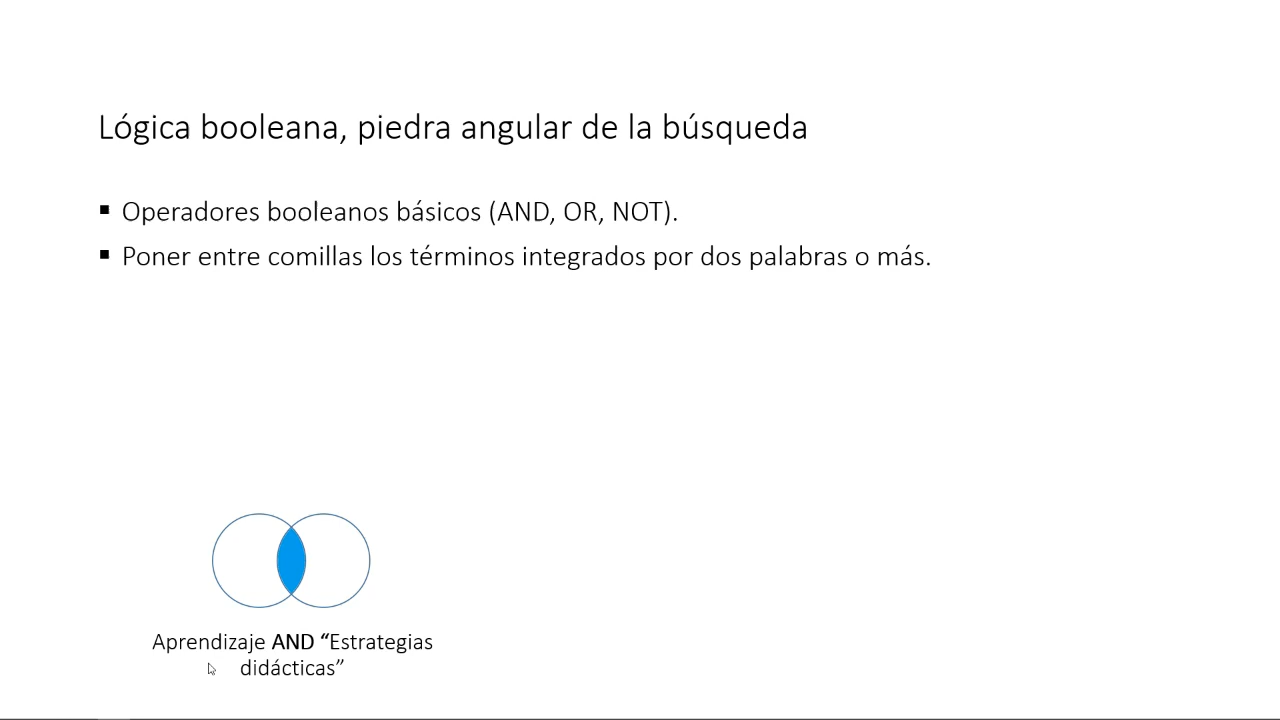 Lógica booleana, piedra angular de la búsqueda
▪ Operadores booleanos básicos (AND, OR, NOT).
▪ Poner entre comillas los términos integrados por dos palabras o más.
Aprendizaje AND “Estrategias
didácticas”